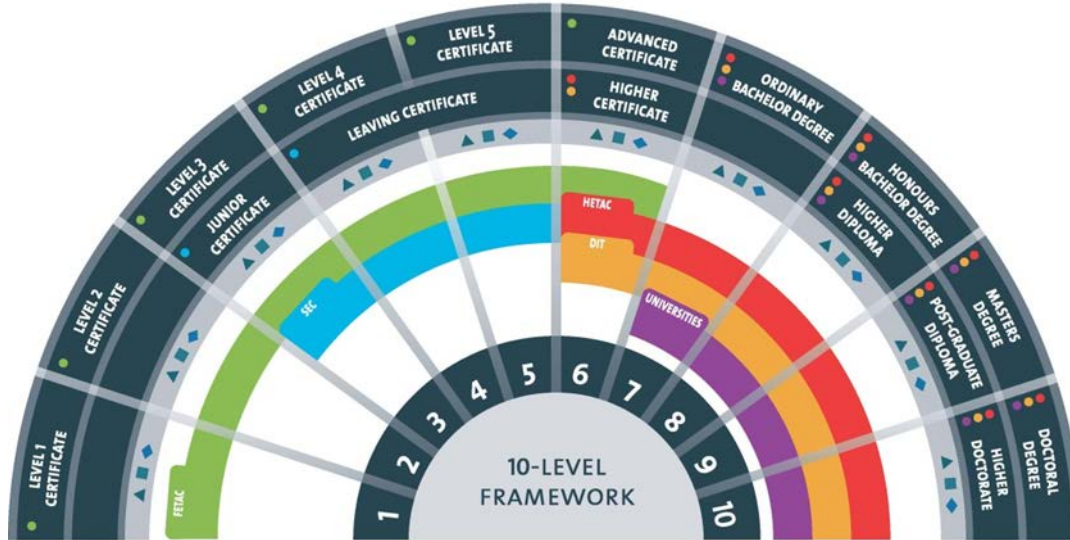 LEVEL 1
CERTIFICATE
LEVEL 2
CERTIFICATE
LEVEL 3
CERTIFICATE
JUNIOR
CERTIFICATE
LEVEL 4
CERTIFICATE
LEVEL 5
CERTIFICATE
LEAVING CERTIFICATE
ADVANCED
CERTIFICATE
HIGHER
CERTIFICATE
ORDINARY
BACHELOR DEGREE
HONOURS
BACHELOR DEGREE
HIGHER
DIPLOMA
MASTERS
DEGREE
POST-GRADUATE
DIPLOMA
DOCTORAL
DEGREE
HIGHER
DOCTORATE
FETAC
SEC
HETAC
DIT
UNIVERSITIES
1
2
3
4
5
6
7
8
9
10
10-LEVEL
FRAMEWORK